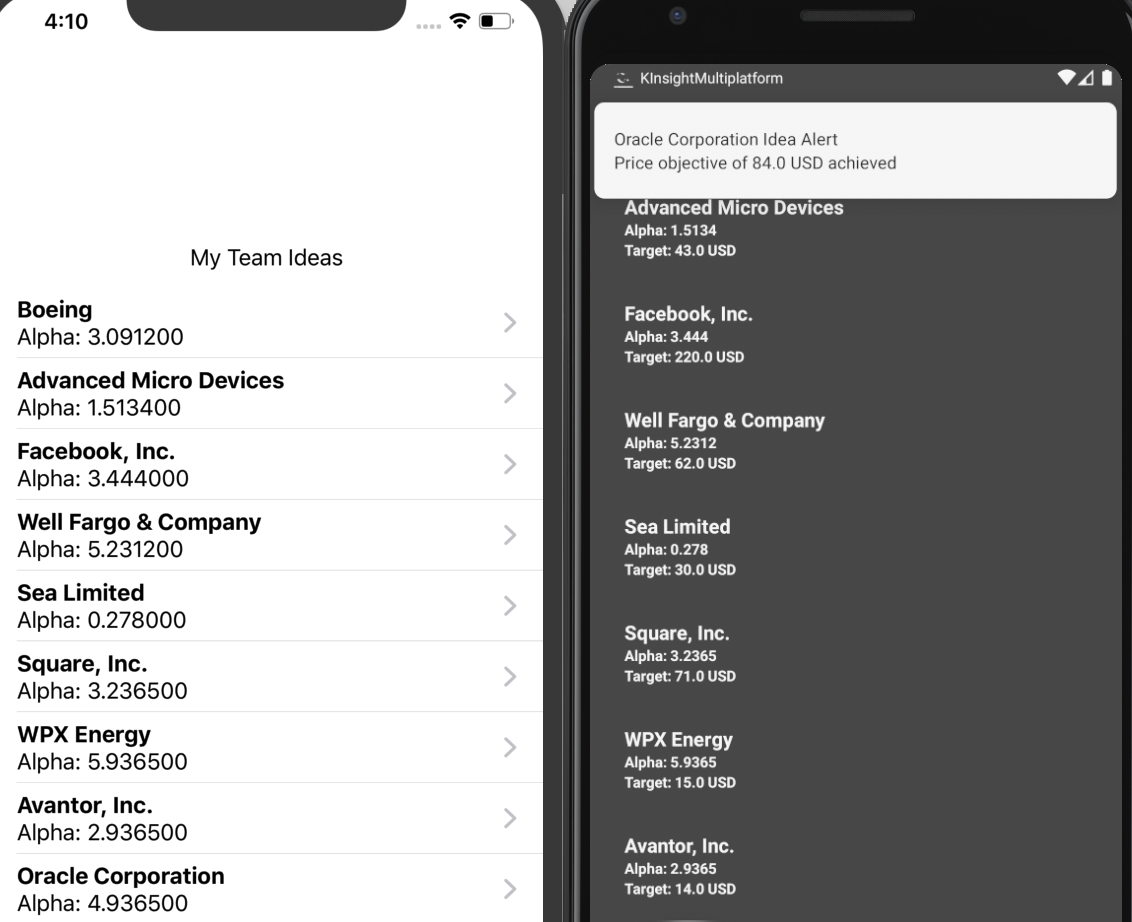 4:10
My Team Ideas
Boeing
Alpha: 3.091200
Advanced Micro Devices
Alpha: 1.513400
Facebook, Inc.
Alpha: 3.444000
Well Fargo & Company
Alpha: 5.231200
Sea Limited
Alpha: 0.278000
Square, Inc.
Alpha: 3.236500
WPX Energy
Alpha: 5.936500
Avantor, Inc.
Alpha: 2.936500
Oracle Corporation
Alpha: 4.936500
KInsightMultiplatform
Oracle Corporation Idea Alert
Price objective of 84.0 USD achieved
Advanced Micro Devices
Alpha: 1.5134
Target: 43.0 USD
Facebook, Inc.
Alpha: 3.444
Target: 220.0 USD
Well Fargo & Company
Alpha: 5.2312
Target: 62.0 USD
Sea Limited
Alpha: 0.278
Target: 30.0 USD
Square, Inc.
Alpha: 3.2365
Target: 71.0 USD
WPX Energy
Alpha: 5.9365
Target: 15.0 USD
Avantor, Inc.
Alpha: 2.9365
Target: 14.0 USD